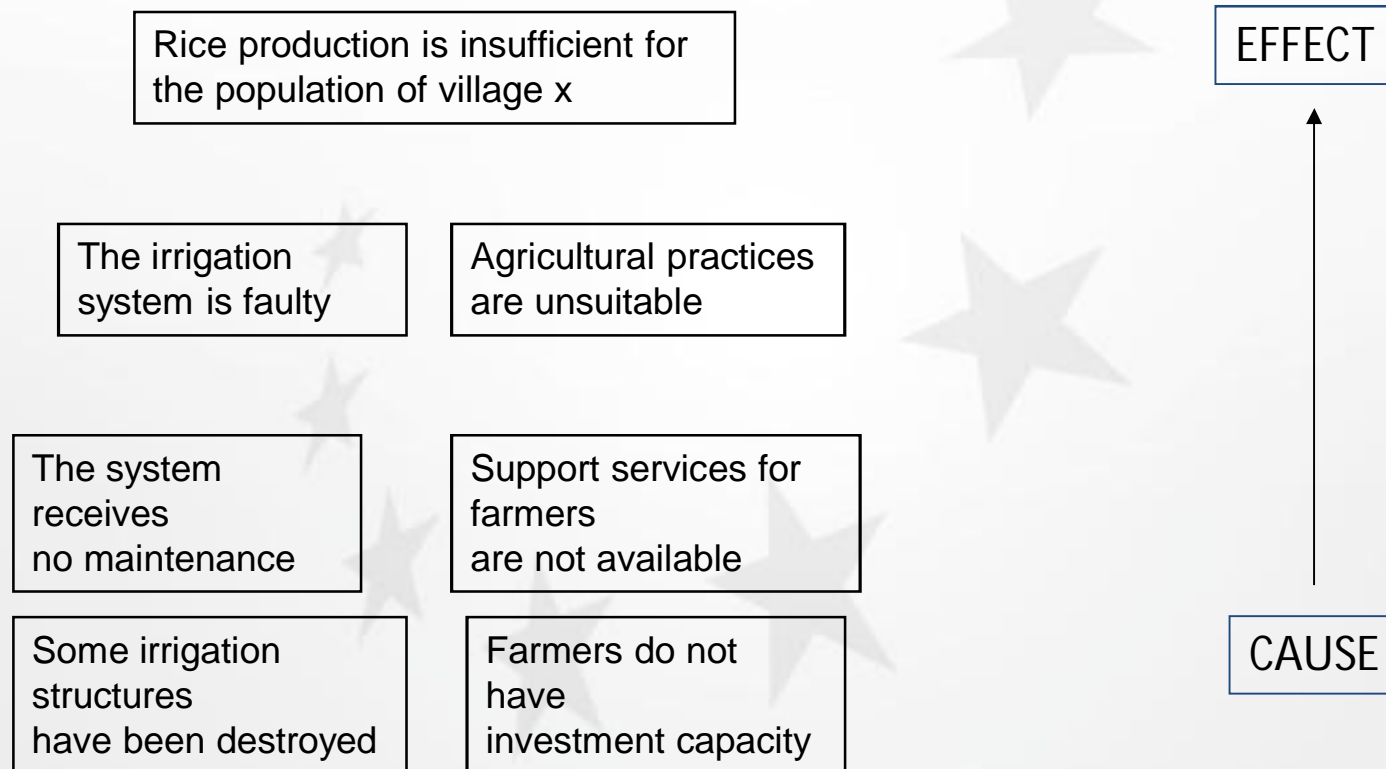 Rice production is insufficient for
the population of village x
EFFECT
The irrigation
system is faulty
Agricultural practices
are unsuitable
The system
receives
no maintenance
Support services for
farmers
are not available
Some irrigation
structures
have been destroyed
Farmers do not
have
investment capacity
CAUSE